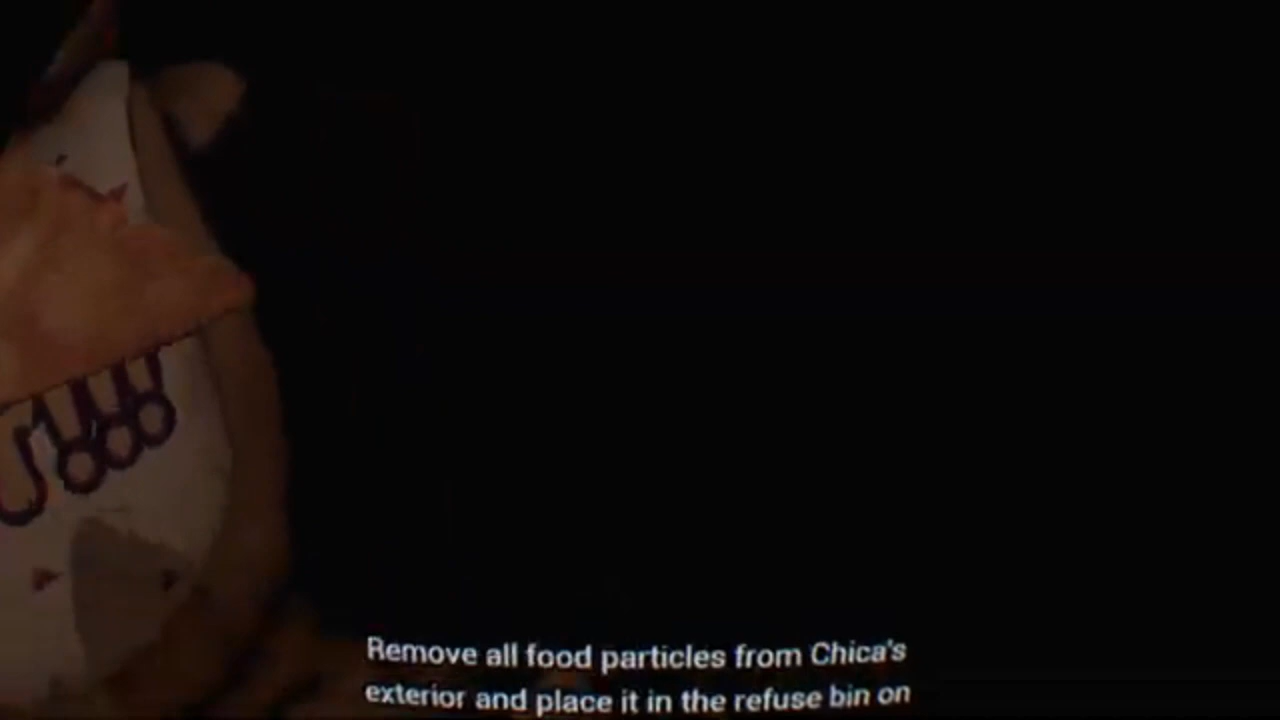 Remove all food particles from Chica's
exterior and place it in the refuse bin on